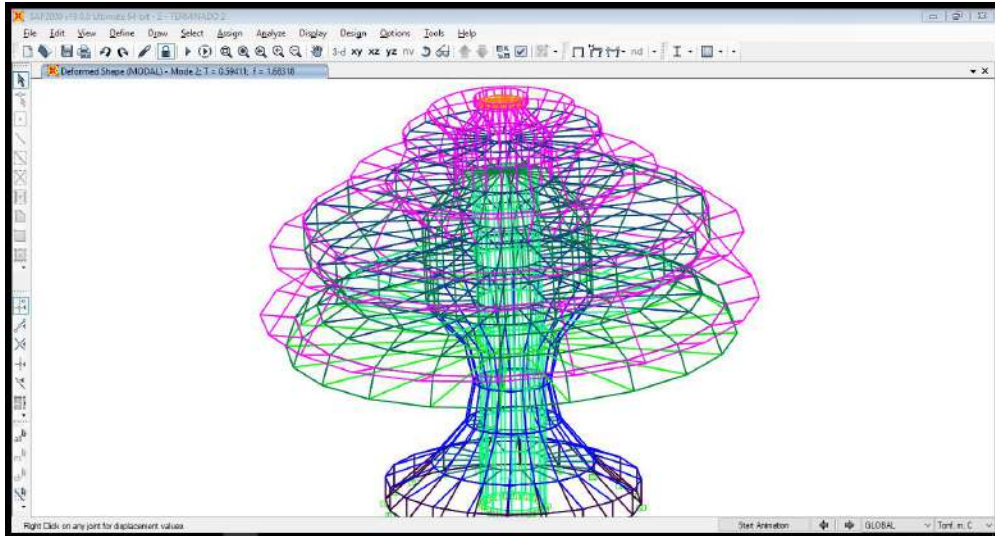 SAP2000 v19.0.0 Ultimate 64-bit - 2 - TERMINADO 2
File Edit View Define Draw Select Assign Analyze Display Design Options Tools Help
3-d xy xz yz nv nd
Deformed Shape (MODAL) - Mode 2; T = 0.59411; f = 1.68318
Right Click on any joint for displacement values
Start Animation GLOBAL Tonf, m, C